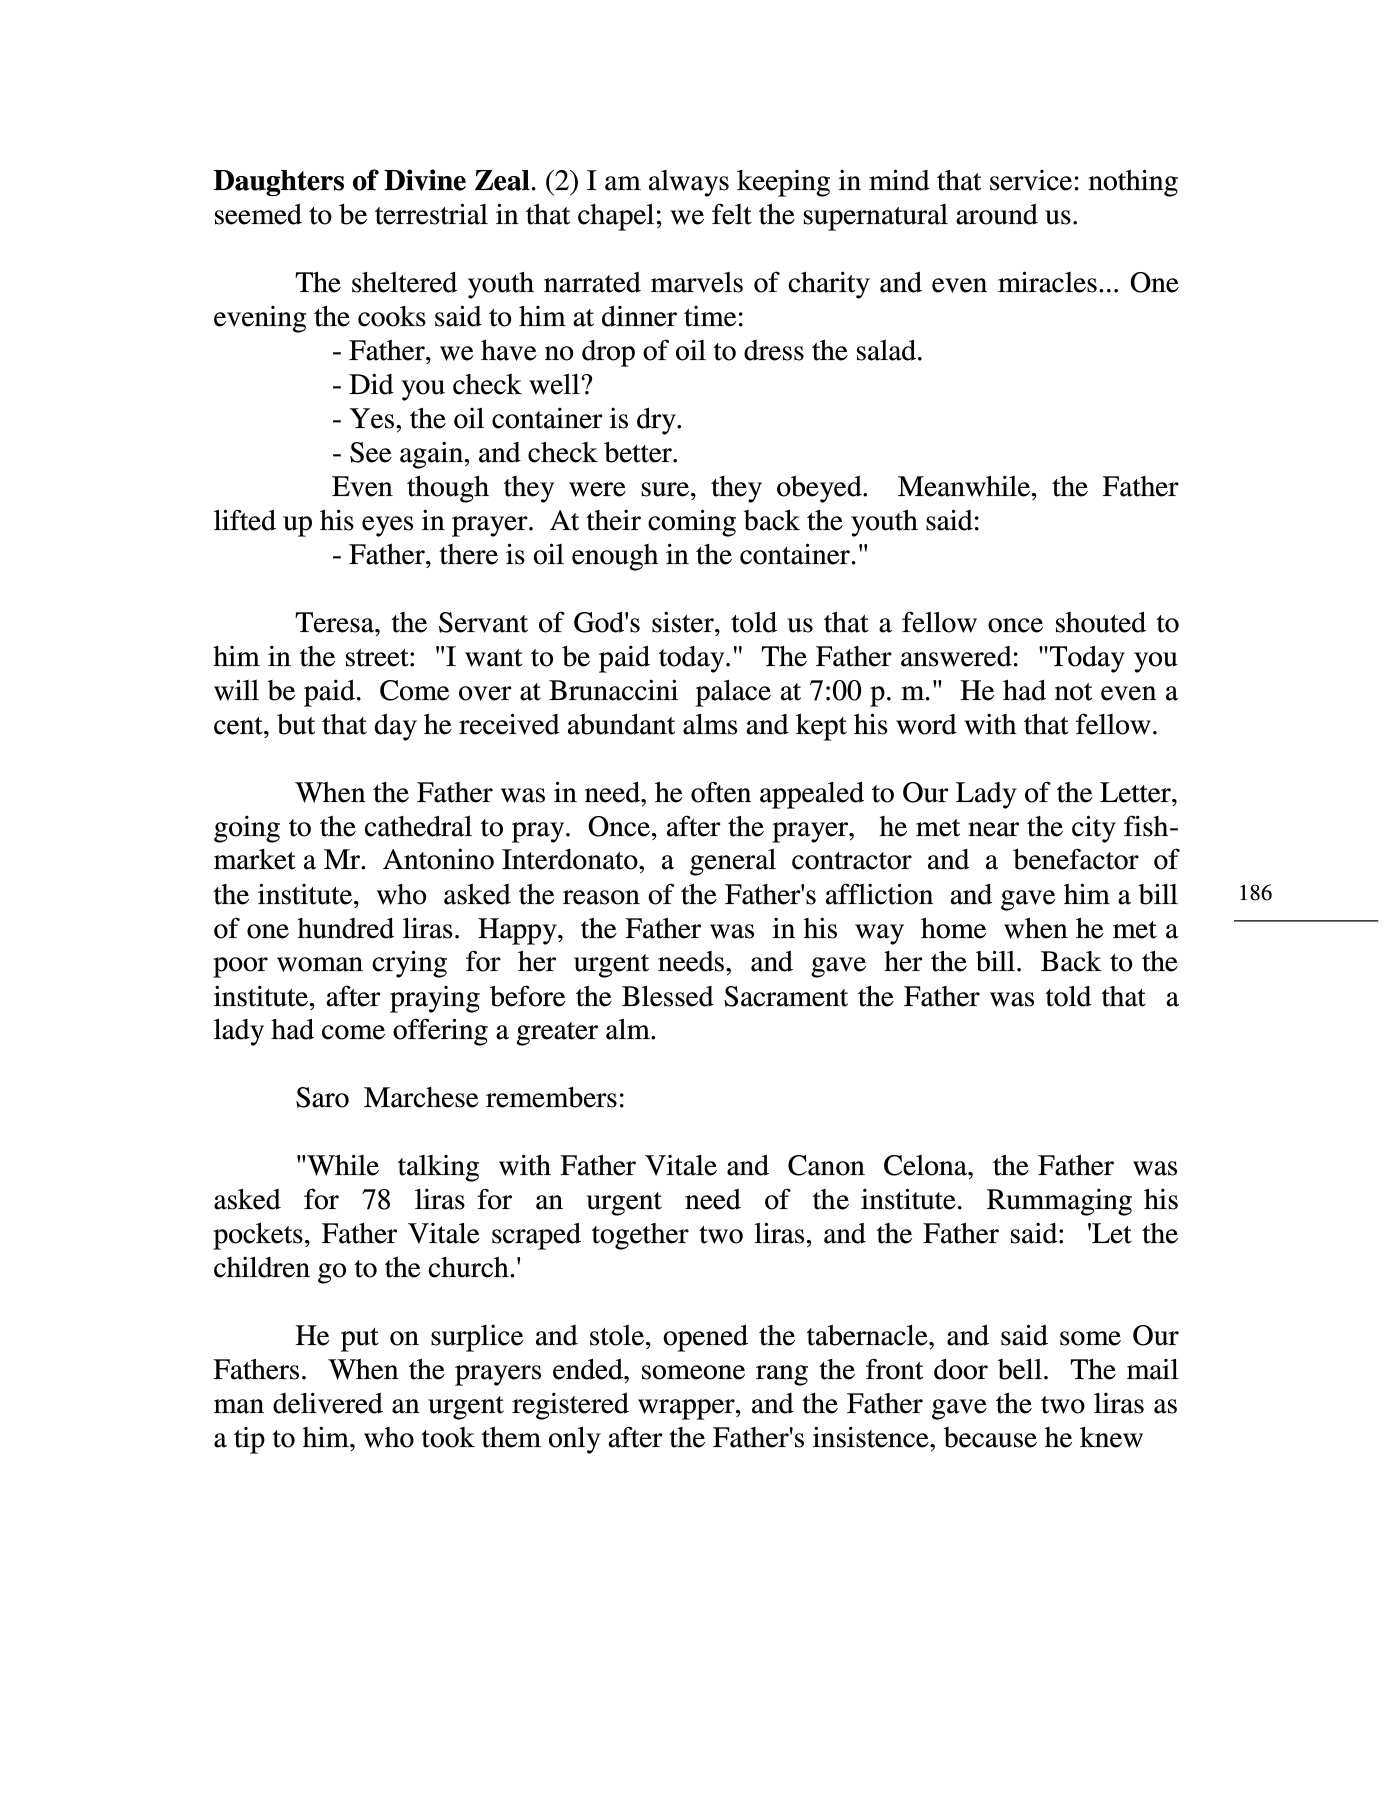 Daughters of Divine Zeal. (2) I am always keeping in mind that service: nothing
seemed to be terrestrial in that chapel; we felt the supernatural around us.
The sheltered youth narrated marvels of charity and even miracles... One
evening the cooks said to him at dinner time:
- Father, we have no drop of oil to dress the salad.
- Did you check well?
- Yes, the oil container is dry.
- See again, and check better.
Even though they were sure, they obeyed. Meanwhile, the Father
lifted up his eyes in prayer. At their coming back the youth said:
- Father, there is oil enough in the container."
Teresa, the Servant of God's sister, told us that a fellow once shouted to
him in the street: "I want to be paid today." The Father answered: "Today you
will be paid. Come over at Brunaccini palace at 7:00 p. m." He had not even a
cent, but that day he received abundant alms and kept his word with that fellow.
When the Father was in need, he often appealed to Our Lady of the Letter,
going to the cathedral to pray. Once, after the prayer, he met near the city fish-
market a Mr. Antonino Interdonato, a general contractor and a benefactor of
the institute, who asked the reason of the Father's affliction and gave him a bill
of one hundred liras. Happy, the Father was in his way home when he met a
poor woman crying for her urgent needs, and gave her the bill. Back to the
institute, after praying before the Blessed Sacrament the Father was told that a
lady had come offering a greater alm.
Saro Marchese remembers:
"While talking with Father Vitale and Canon Celona, the Father was
asked for 78 liras for an urgent need of the institute. Rummaging his
pockets, Father Vitale scraped together two liras, and the Father said: 'Let the
children go to the church.'
He put on surplice and stole, opened the tabernacle, and said some Our
Fathers. When the prayers ended, someone rang the front door bell. The mail
man delivered an urgent registered wrapper, and the Father gave the two liras as
a tip to him, who took them only after the Father's insistence, because he knew
186